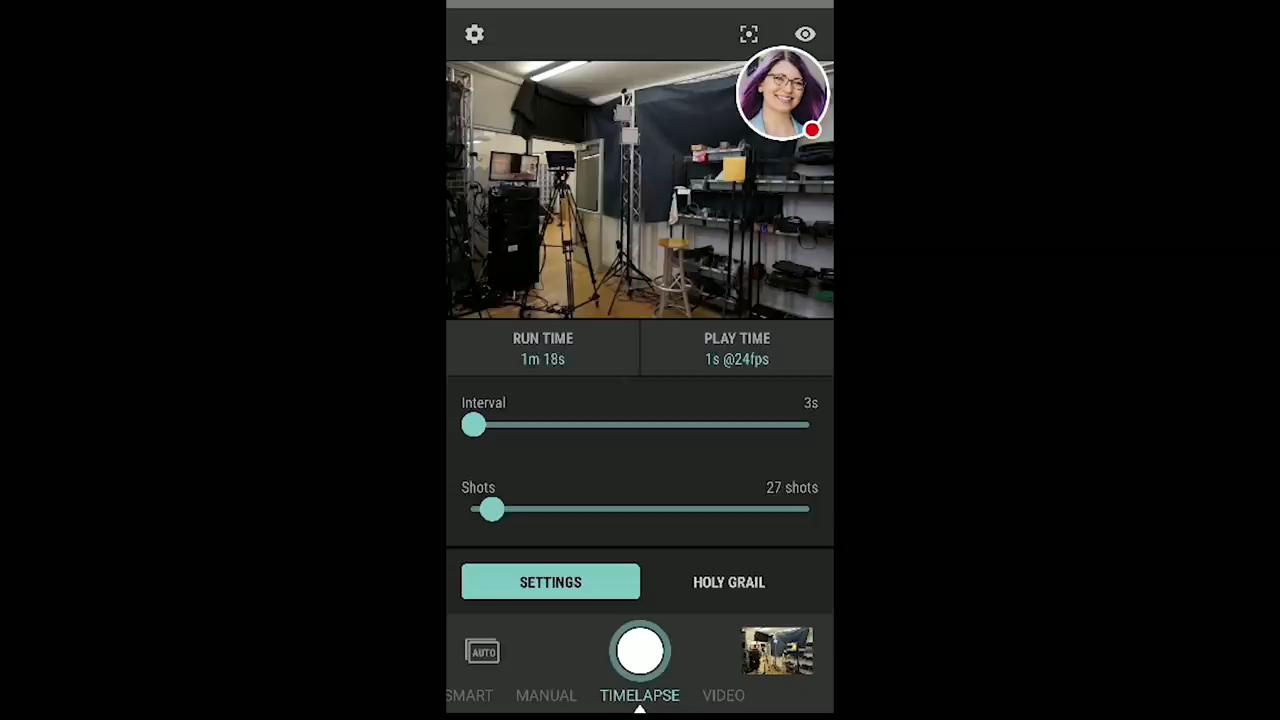 RUN TIME
1m 18s
PLAY TIME
1s @24fps
Interval
3s
Shots
27 shots
SETTINGS
HOLY GRAIL
AUTO
SMART
MANUAL
TIMELAPSE
VIDEO